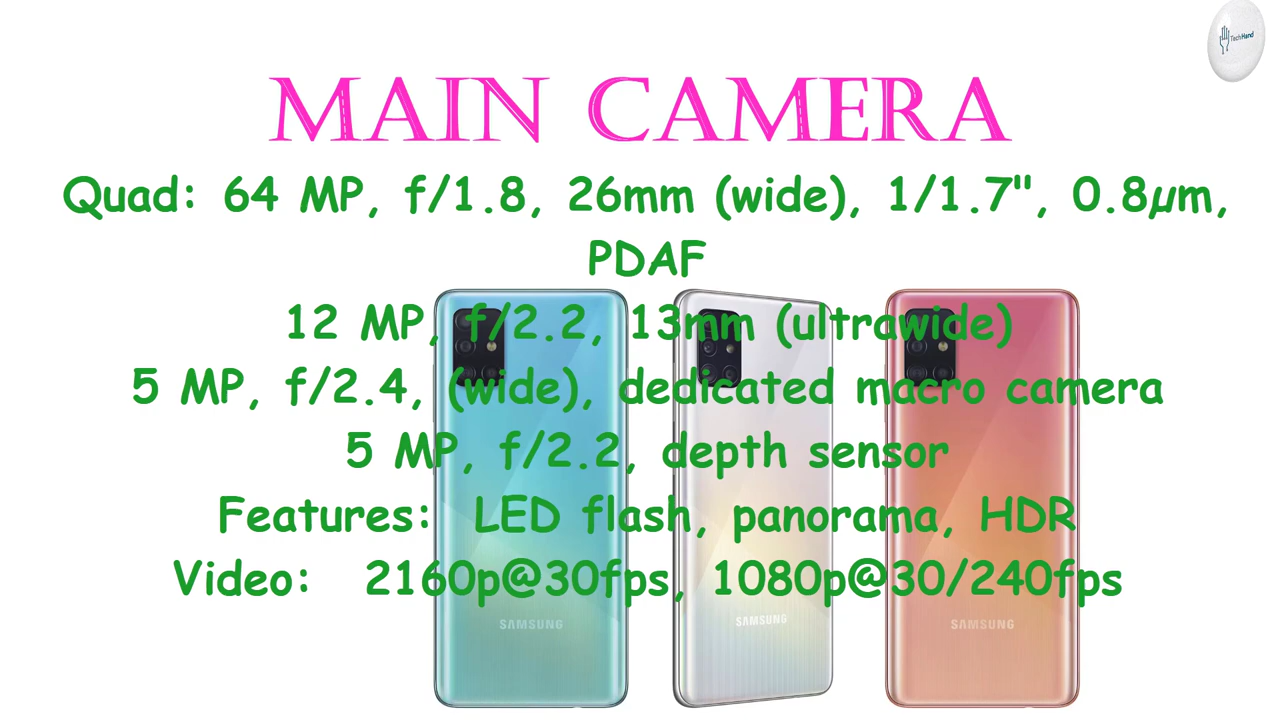 TechHand
MAIN CAMERA
Quad: 64 MP, f/1.8, 26mm (wide), 1/1.7", 0.8µm,
PDAF
12 MP, f/2.2, 13mm (ultrawide)
5 MP, f/2.4, (wide), dedicated macro camera
5 MP, f/2.2, depth sensor
Features: LED flash, panorama, HDR
Video: 2160p@30fps, 1080p@30/240fps
SAMSUNG SAMSUNG SAMSUNG